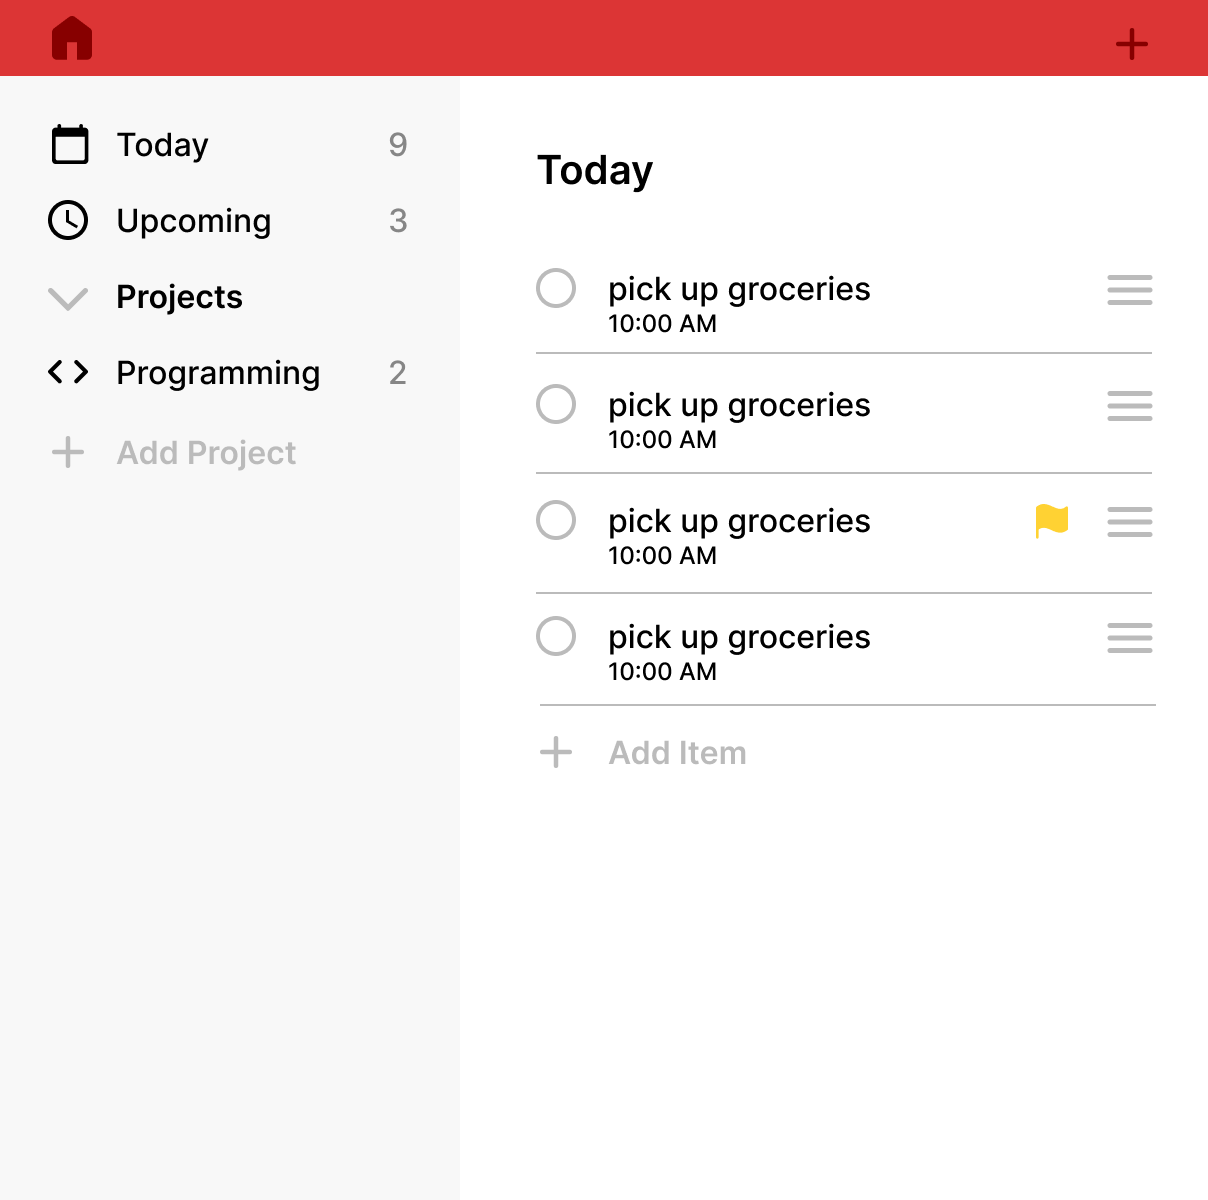 Today 9
Upcoming 3
Projects
Programming 2
Add Project
Today
pick up groceries
10:00 AM
pick up groceries
10:00 AM
pick up groceries
10:00 AM
pick up groceries
10:00 AM
Add Item